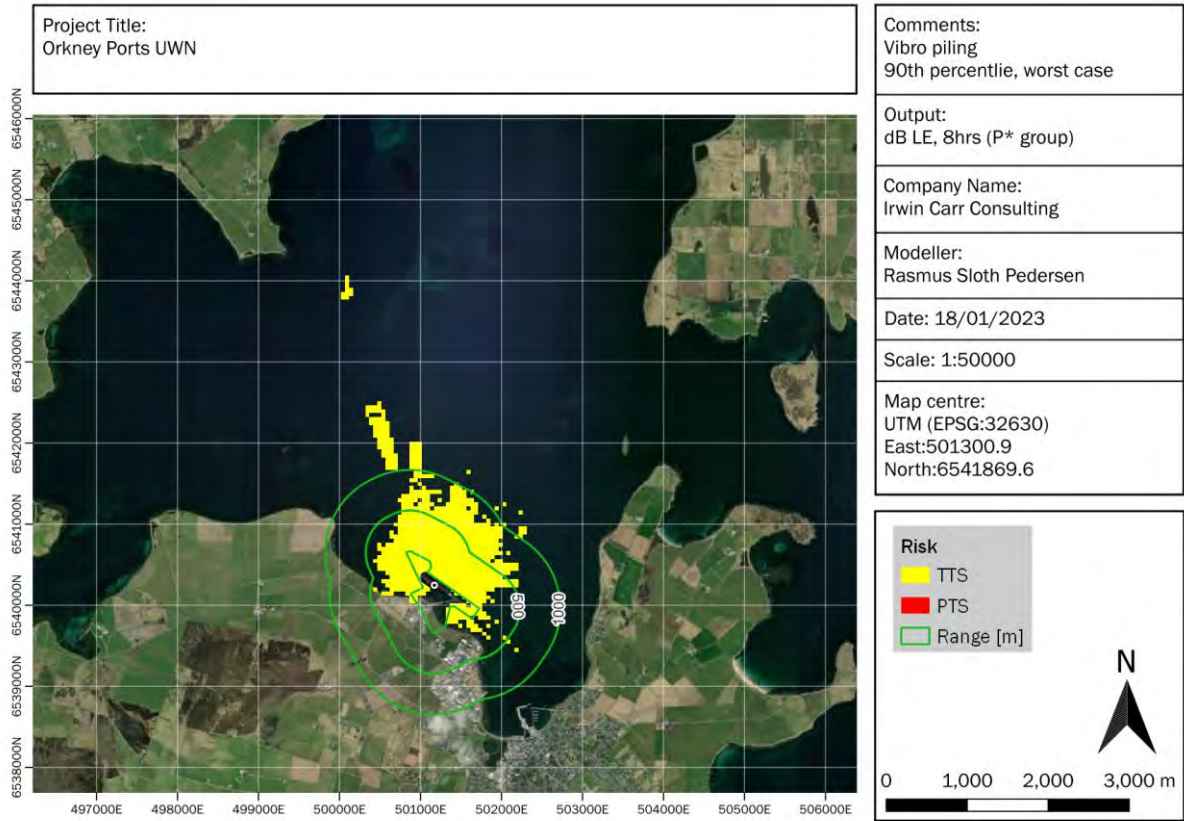 Project Title:
Orkney Ports UWN
Comments:
Vibro piling
90th percentlie, worst case
Output:
dB LE, 8hrs (P* group)
Company Name:
Irwin Carr Consulting
Modeller:
Rasmus Sloth Pedersen
Date: 18/01/2023
Scale: 1:50000
Map centre:
UTM (EPSG:32630)
East:501300.9
North:6541869.6
6546000N
6545000N
6544000N
6543000N
6542000N
6541000N
6540000N
6539000N
6538000N
500
1000
497000E
498000E
499000E
500000E
501000E
502000E
503000E
504000E
505000E
506000E
Risk
TTS
PTS
Range [m]
N
0 1,000 2,000 3,000 m